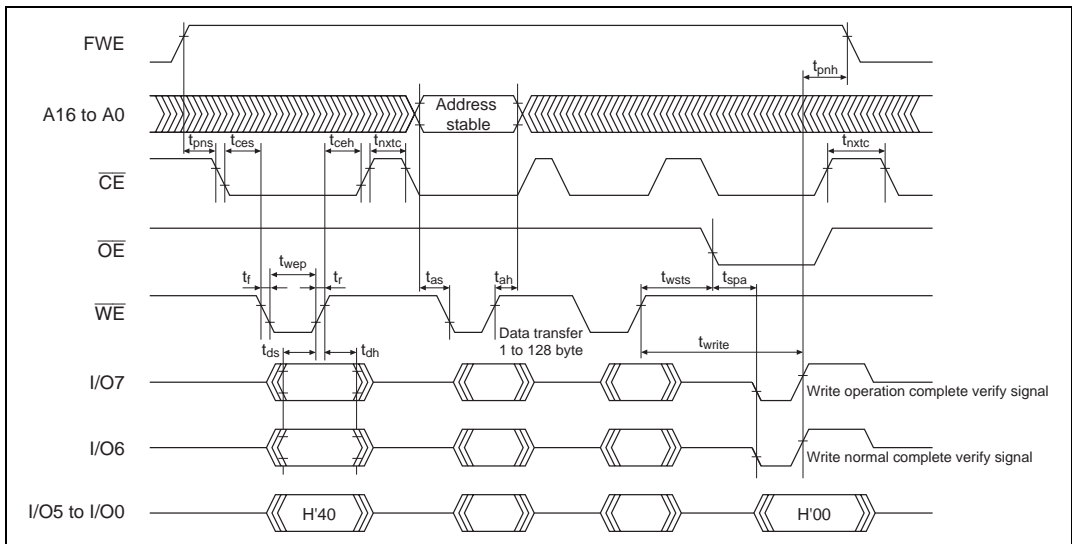 FWE
tpnh
A16 to A0
Address
stable
tpns
tces
tceh
tnxtc
tnxtc
CE
OE
twep
tf
tr
tas
tah
twsts
tspa
WE
Data transfer
1 to 128 byte
twrite
tds
tdh
I/O7
Write operation complete verify signal
I/O6
Write normal complete verify signal
I/O5 to I/O0
H'40
H'00